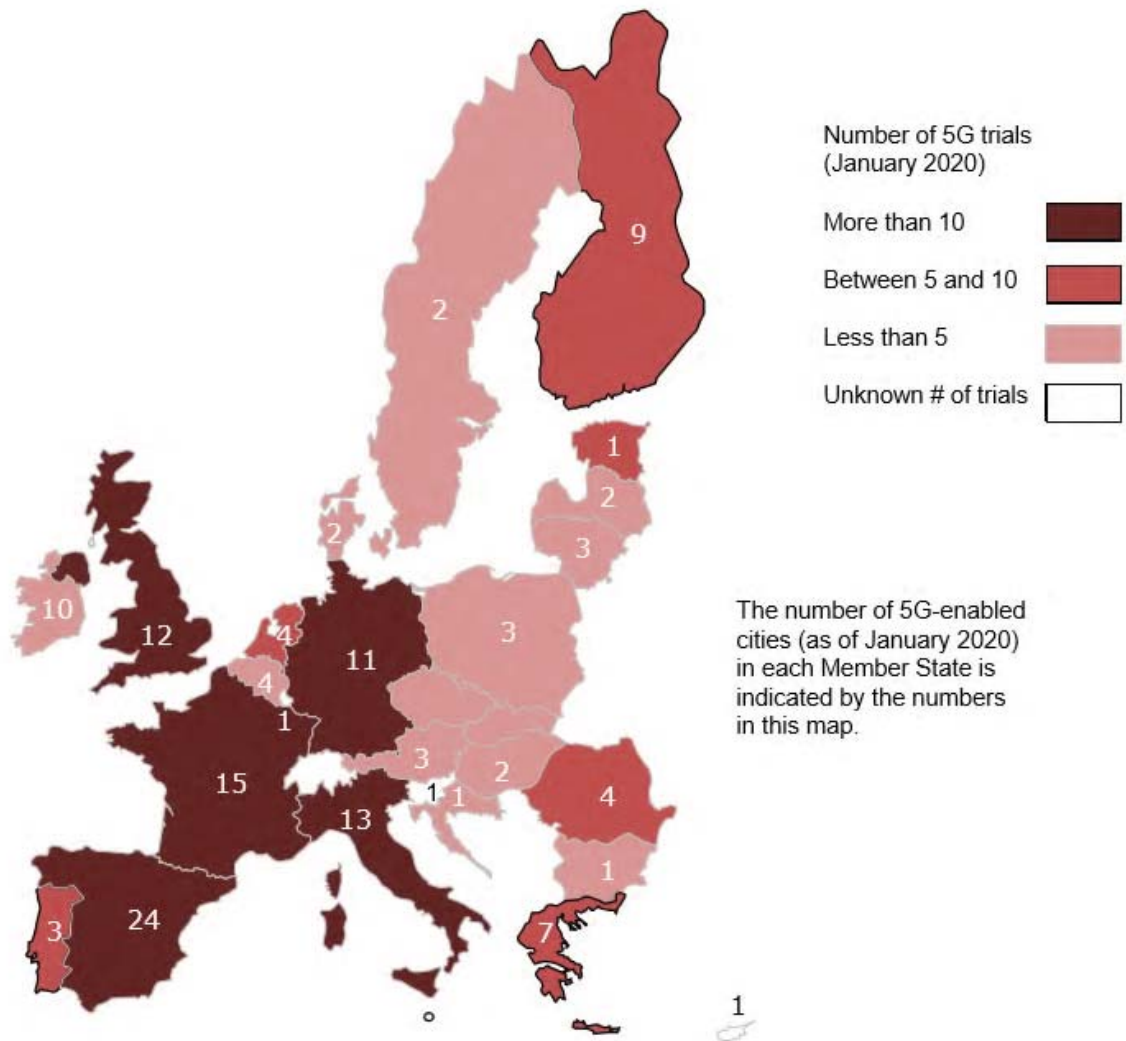 Number of 5G trials
(January 2020)
More than 10
Between 5 and 10
Less than 5
Unknown # of trials
9
2
1
2
2
3
10
12
4
3
11
4
1
3
2
15
1
1
4
13
1
24
3
7
1
The number of 5G-enabled
cities (as of January 2020)
in each Member State is
indicated by the numbers
in this map.